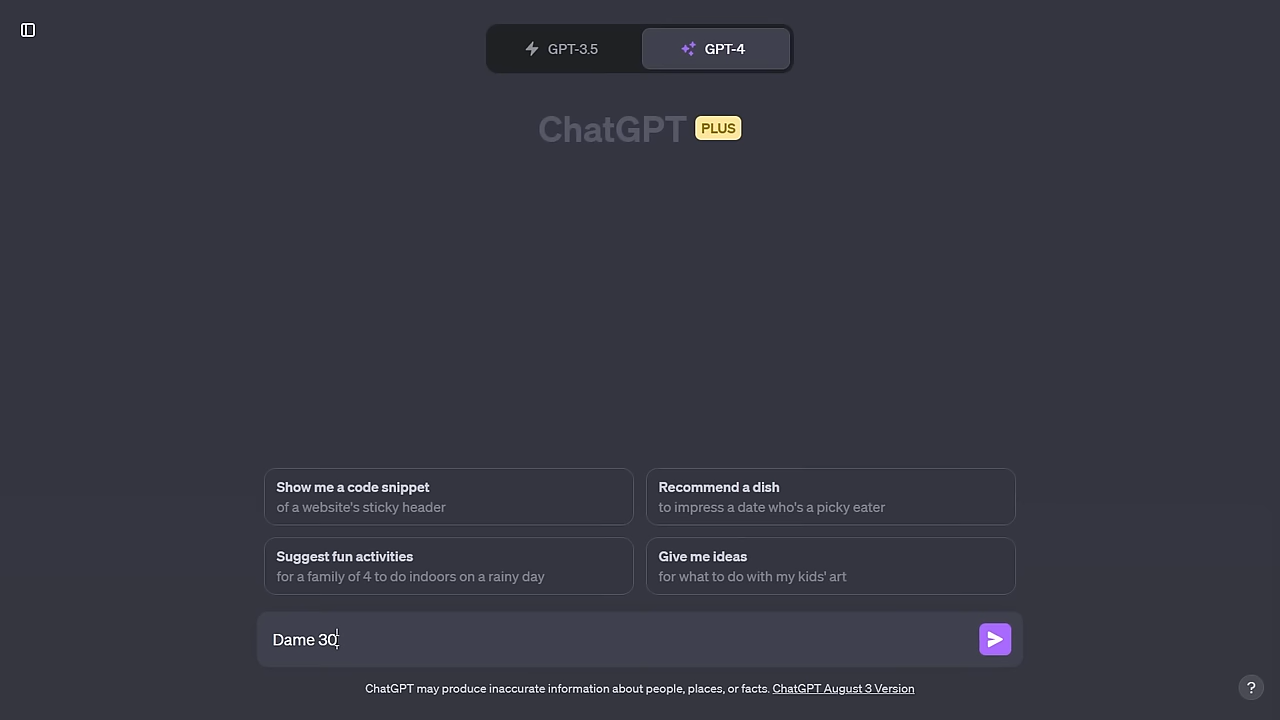 GPT-3.5
GPT-4
ChatGPT PLUS
Show me a code snippet
of a website's sticky header
Recommend a dish
to impress a date who's a picky eater
Suggest fun activities
for a family of 4 to do indoors on a rainy day
Give me ideas
for what to do with my kids' art
Dame 30
ChatGPT may produce inaccurate information about people, places, or facts. ChatGPT August 3 Version
?